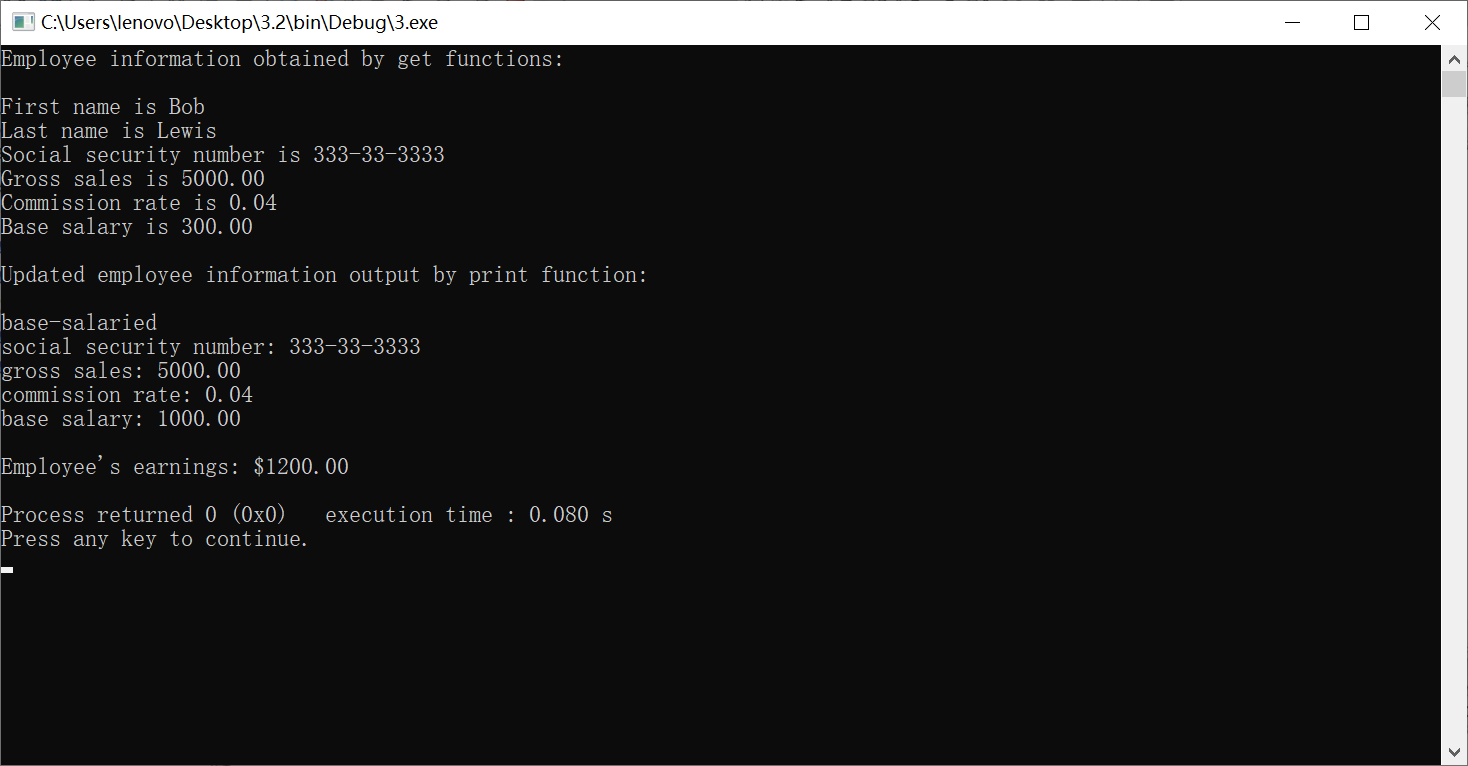 C:\Users\lenovo\Desktop\3.2\bin\Debug\3.exe
Employee information obtained by get functions:
First name is Bob
Last name is Lewis
Social security number is 333-33-3333
Gross sales is 5000.00
Commission rate is 0.04
Base salary is 300.00
Updated employee information output by print function:
base-salaried
social security number: 333-33-3333
gross sales: 5000.00
commission rate: 0.04
base salary: 1000.00
Employee's earnings: $1200.00
Process returned 0 (0x0)   execution time : 0.080 s
Press any key to continue.